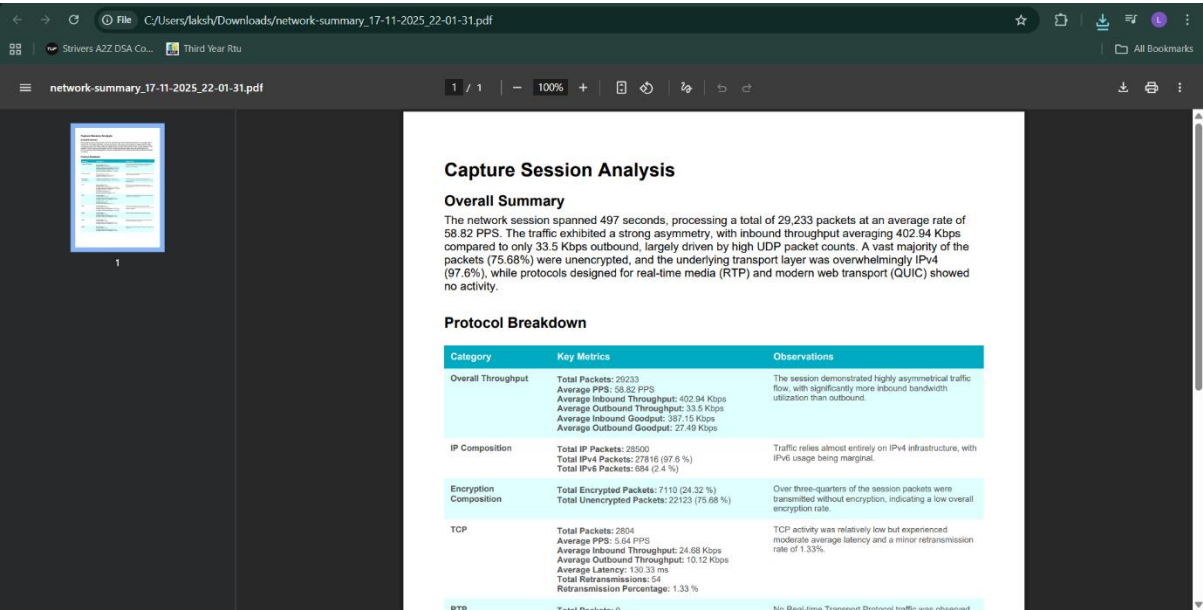 File C:/Users/laksh/Downloads/network-summary_17-11-2025_22-01-31.pdf
L
Strivers A2Z DSA Co...
Third Year Rtu
All Bookmarks
network-summary_17-11-2025_22-01-31.pdf
1 / 1
100%
1
Capture Session Analysis
Overall Summary
The network session spanned 497 seconds, processing a total of 29,233 packets at an average rate of
58.82 PPS. The traffic exhibited a strong asymmetry, with inbound throughput averaging 402.94 Kbps
compared to only 33.5 Kbps outbound, largely driven by high UDP packet counts. A vast majority of the
packets (75.68%) were unencrypted, and the underlying transport layer was overwhelmingly IPv4
(97.6%), while protocols designed for real-time media (RTP) and modern web transport (QUIC) showed
no activity.
Protocol Breakdown
Category Key Metrics Observations
Overall Throughput
Total Packets: 29233
Average PPS: 58.82 PPS
Average Inbound Throughput: 402.94 Kbps
Average Outbound Throughput: 33.5 Kbps
Average Inbound Goodput: 387.15 Kbps
Average Outbound Goodput: 27.49 Kbps
The session demonstrated highly asymmetrical traffic
flow, with significantly more inbound bandwidth
utilization than outbound.
IP Composition
Total IP Packets: 28500
Total IPv4 Packets: 27816 (97.6 %)
Total IPv6 Packets: 684 (2.4 %)
Traffic relies almost entirely on IPv4 infrastructure, with
IPv6 usage being marginal.
Encryption
Composition
Total Encrypted Packets: 7110 (24.32 %)
Total Unencrypted Packets: 22123 (75.68 %)
Over three-quarters of the session packets were
transmitted without encryption, indicating a low overall
encryption rate.
TCP
Total Packets: 2804
Average PPS: 5.64 PPS
Average Inbound Throughput: 24.68 Kbps
Average Outbound Throughput: 10.12 Kbps
Average Latency: 130.33 ms
Total Retransmissions: 54
Retransmission Percentage: 1.33 %
TCP activity was relatively low but experienced
moderate average latency and a minor retransmission
rate of 1.33%.
RTP
Total Packets: 0
No Real-time Transport Protocol traffic was observed